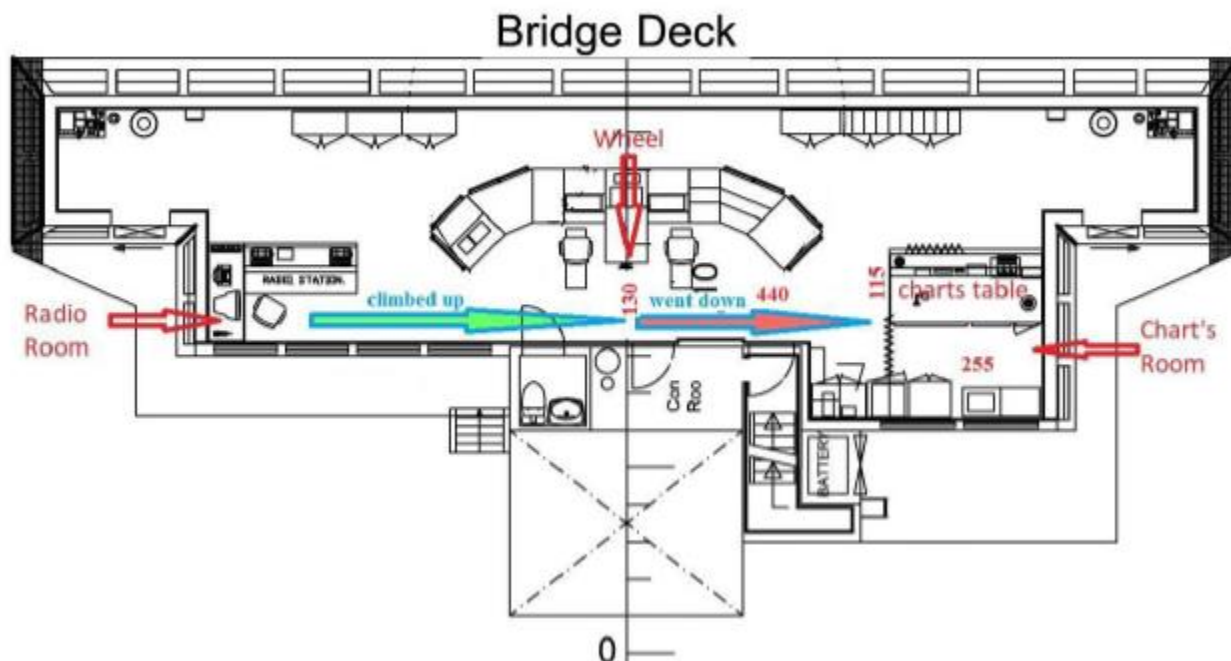 Bridge Deck
Wheel
RADIO STATION.
climbed up
130
went down
440
115
charts table
Radio
Room
Chart's
Room
255
Con
Roo
BATTERY
0